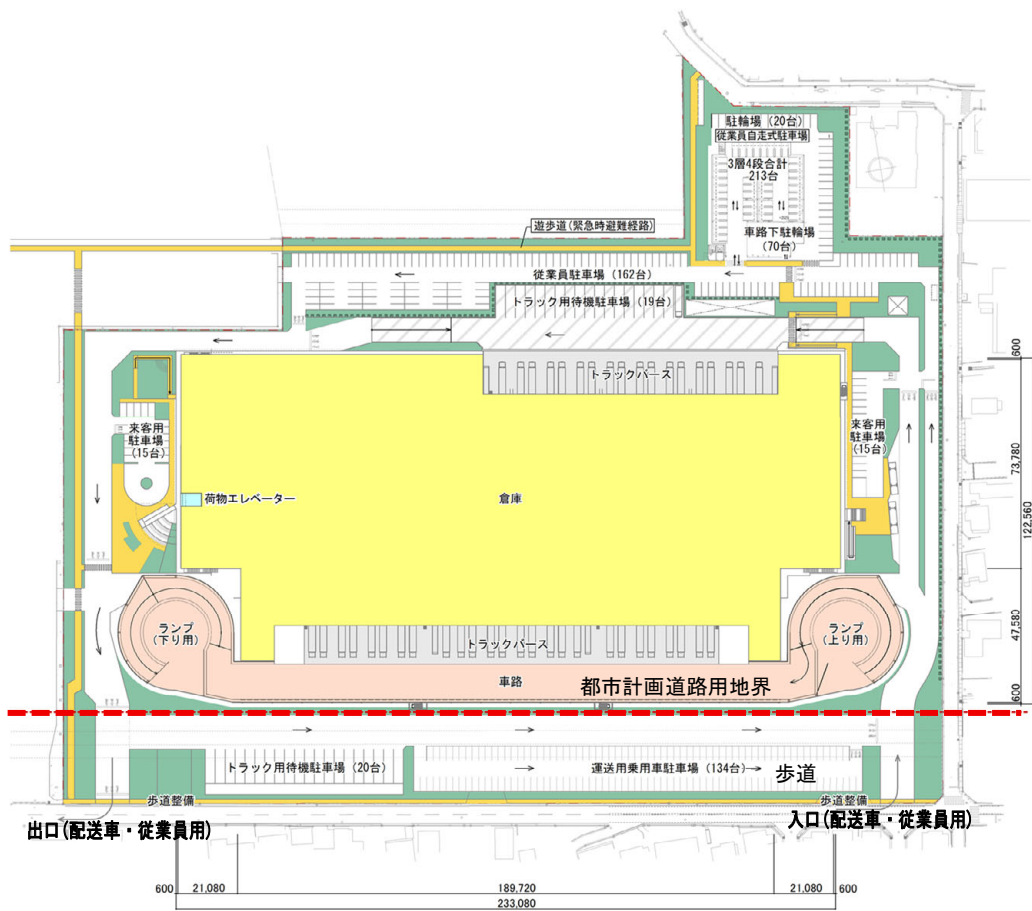 駐輪場（20台）
従業員自走式駐車場
3層4段合計
213台
車路下駐輪場
（70台）
遊歩道(緊急時避難経路)
従業員駐車場（162台）
トラック用待機駐車場（19台）
トラックバース
来客用
駐車場
(15台)
来客用
駐車場
(15台)
荷物エレベーター
倉庫
600
73,780
122,560
47,580
600
ランプ
(下り用)
トラックバース
ランプ
(上り用)
車路
都市計画道路用地界
トラック用待機駐車場（20台）
運送用乗用車駐車場（134台）
歩道
歩道整備
歩道整備
出口(配送車・従業員用)
入口(配送車・従業員用)
600
21,080
189,720
21,080
600
233,080